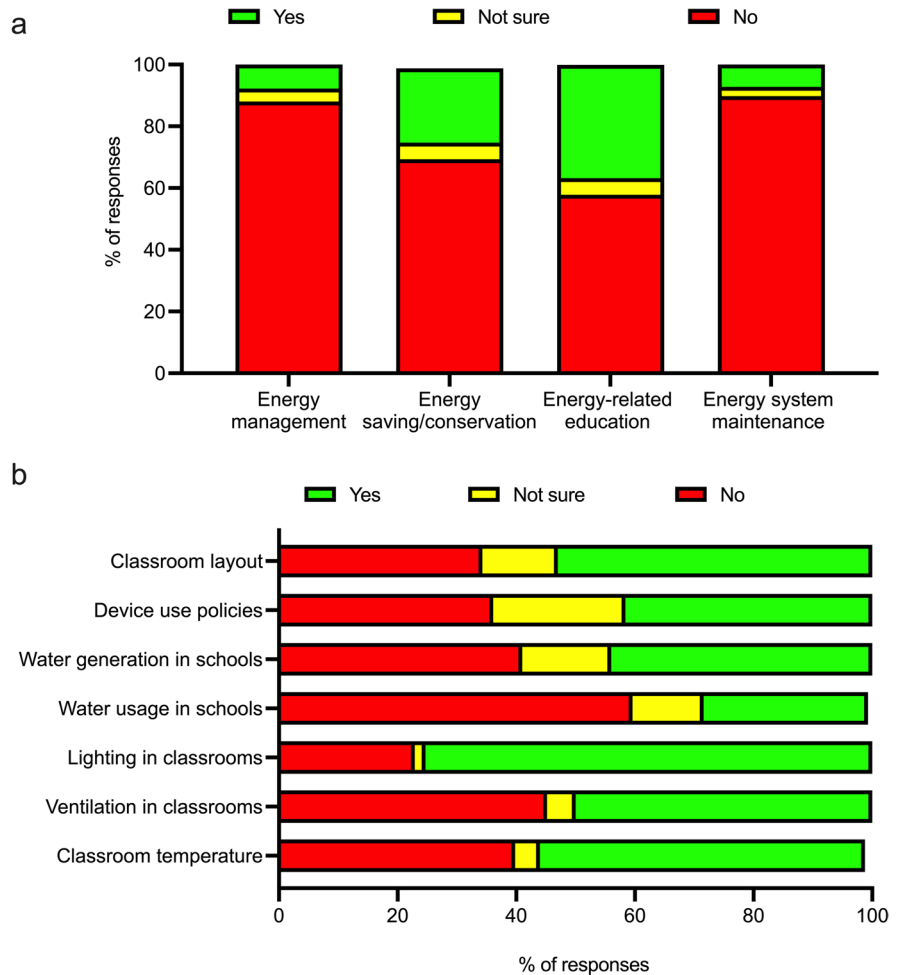 a
Yes Not sure No
100
80
60
40
20
0
% of responses
Energy
management
Energy
saving/conservation
Energy-related
education
Energy system
maintenance
b
Yes Not sure No
Classroom layout
Device use policies
Water generation in schools
Water usage in schools
Lighting in classrooms
Ventilation in classrooms
Classroom temperature
0 20 40 60 80 100
% of responses